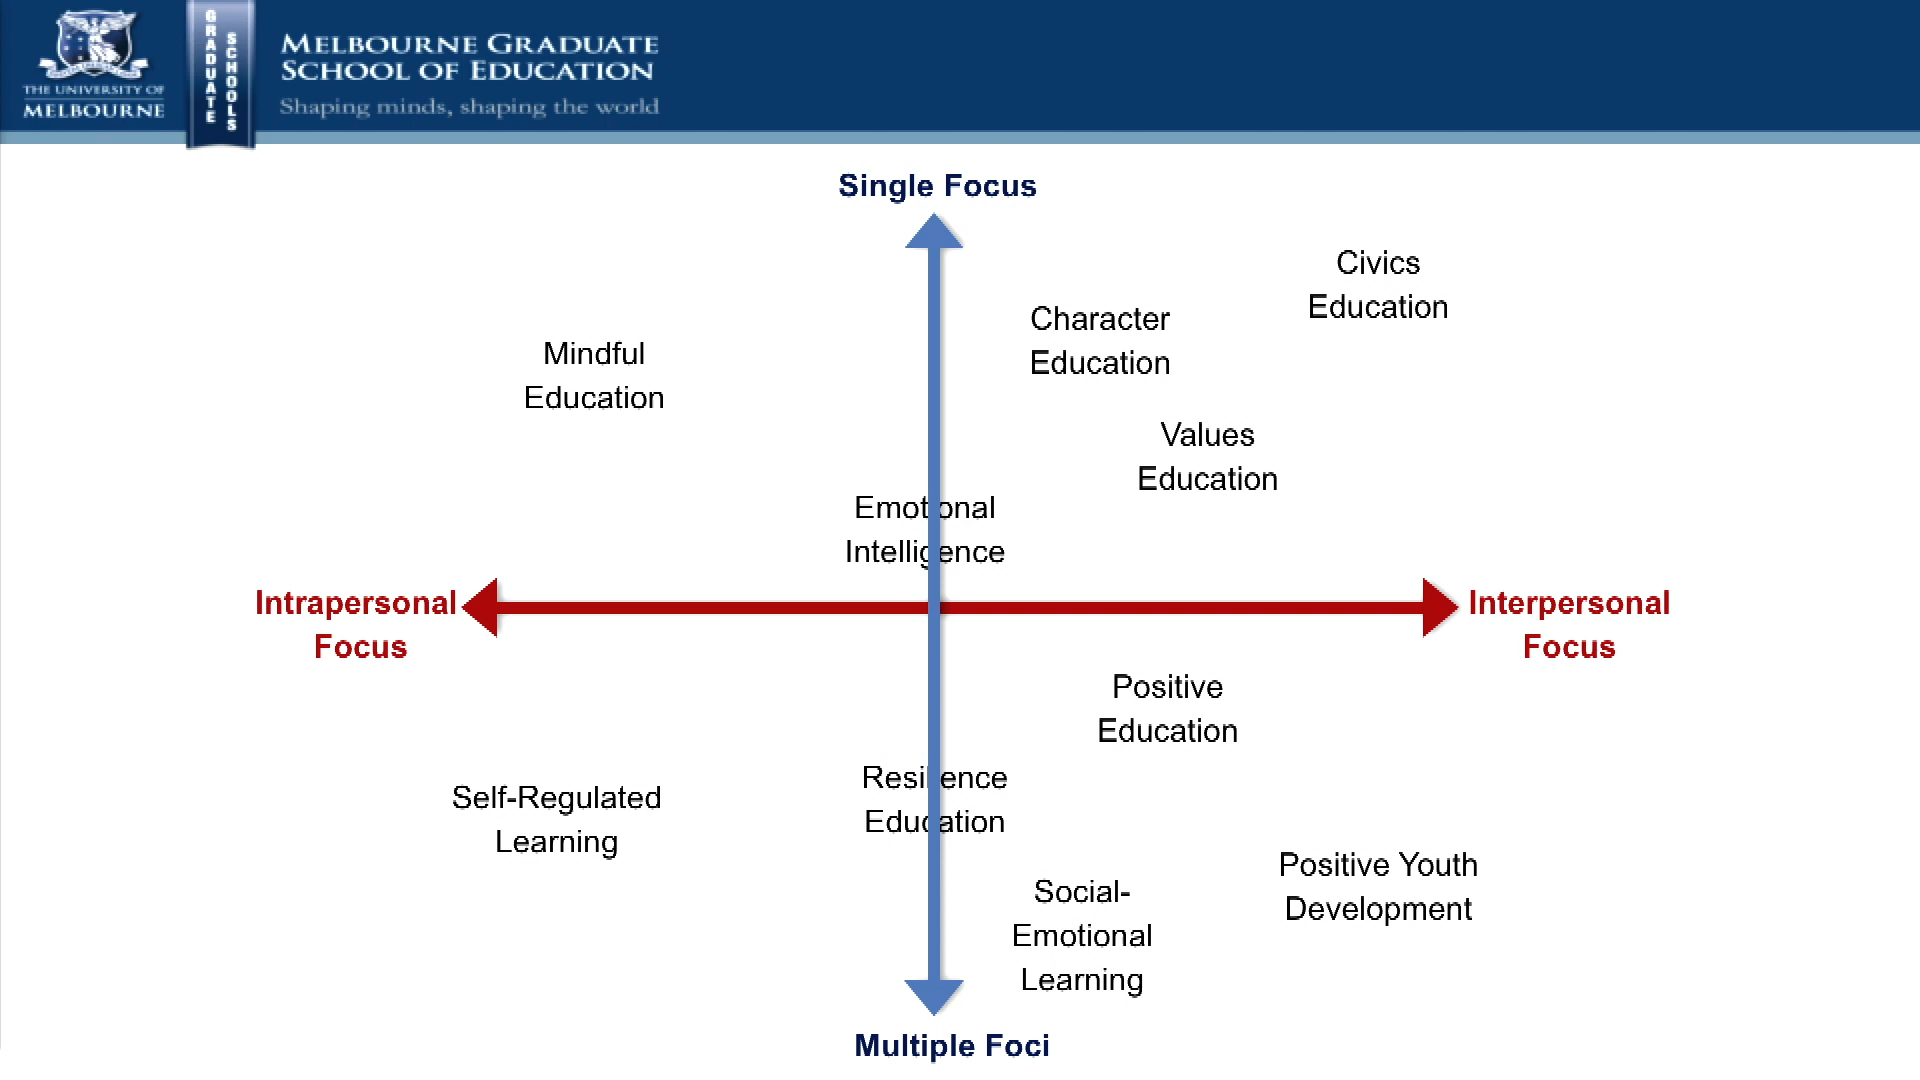 THE UNIVERSITY OF
MELBOURNE
GRADUATE
SCHOOLS
MELBOURNE GRADUATE
SCHOOL OF EDUCATION
Shaping minds, shaping the world
Single Focus
Civics
Education
Character
Education
Mindful
Education
Values
Education
Emotional
Intelligence
Intrapersonal
Focus
Interpersonal
Focus
Positive
Education
Resilience
Education
Self-Regulated
Learning
Positive Youth
Development
Social-
Emotional
Learning
Multiple Foci